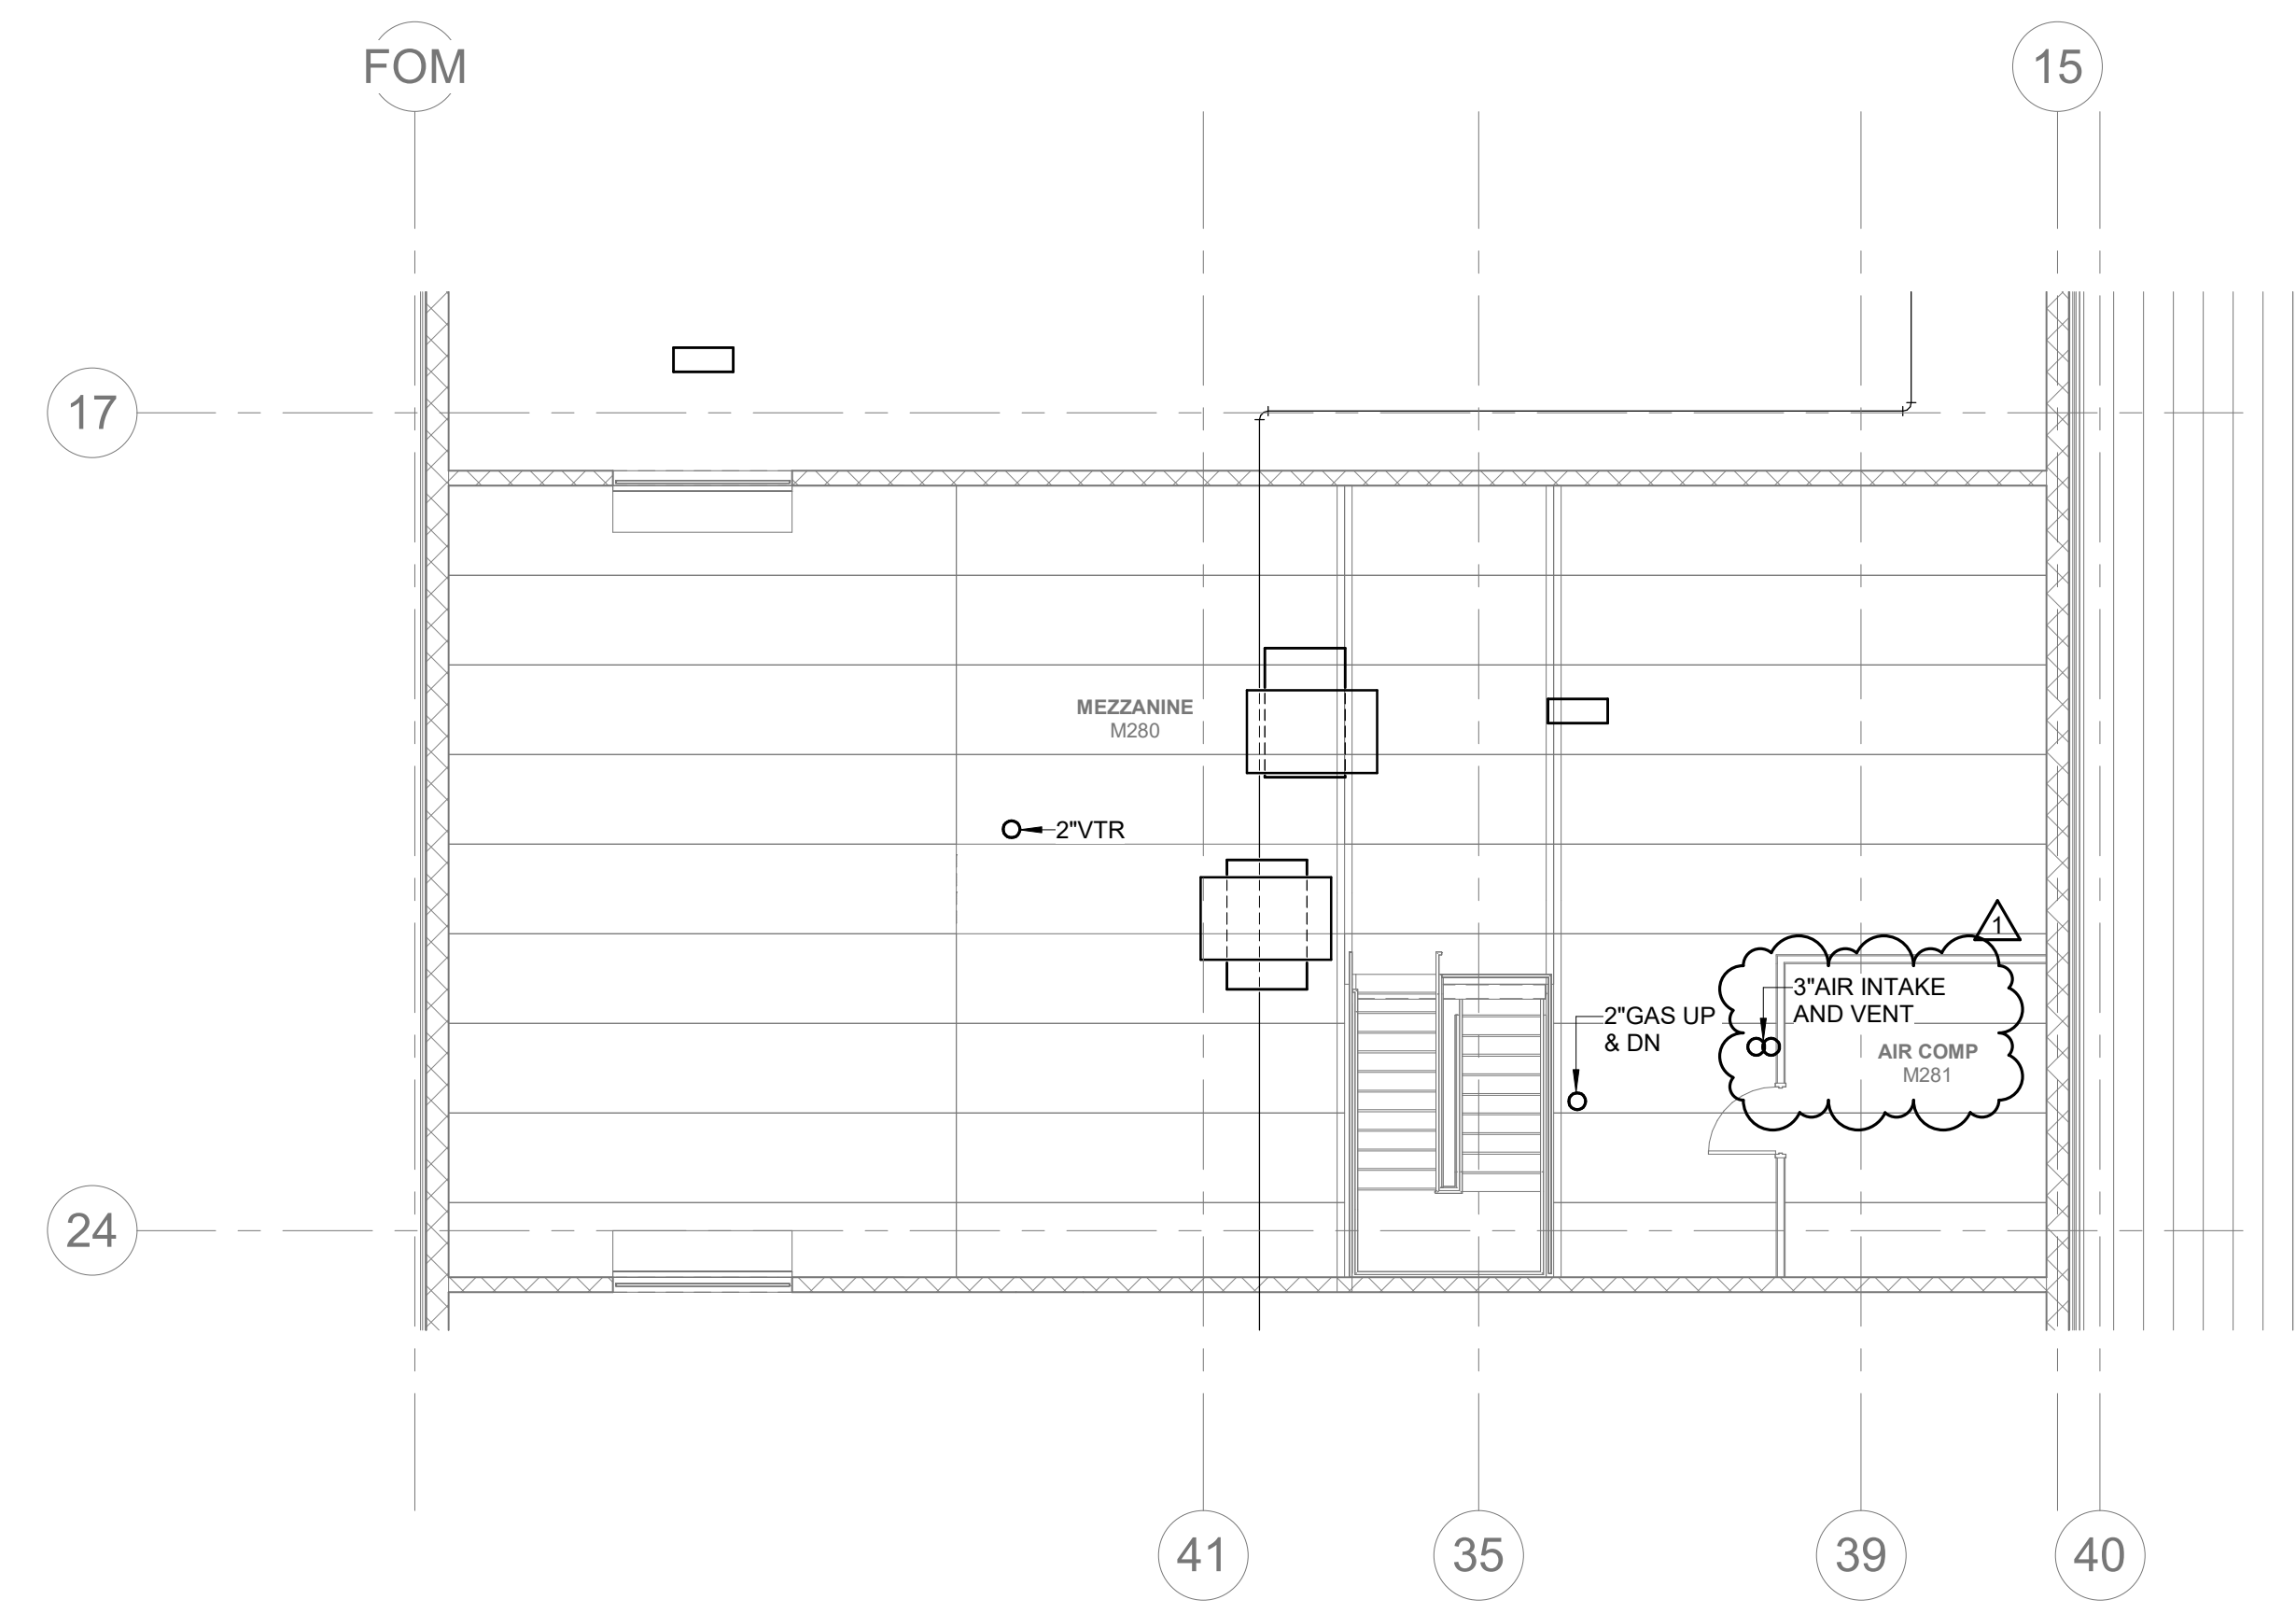 FOM
15
17
MEZZANINE
M280
2"VTR
1
3"AIR INTAKE
AND VENT
2"GAS UP
& DN
AIR COMP
M281
24
41
35
39
40